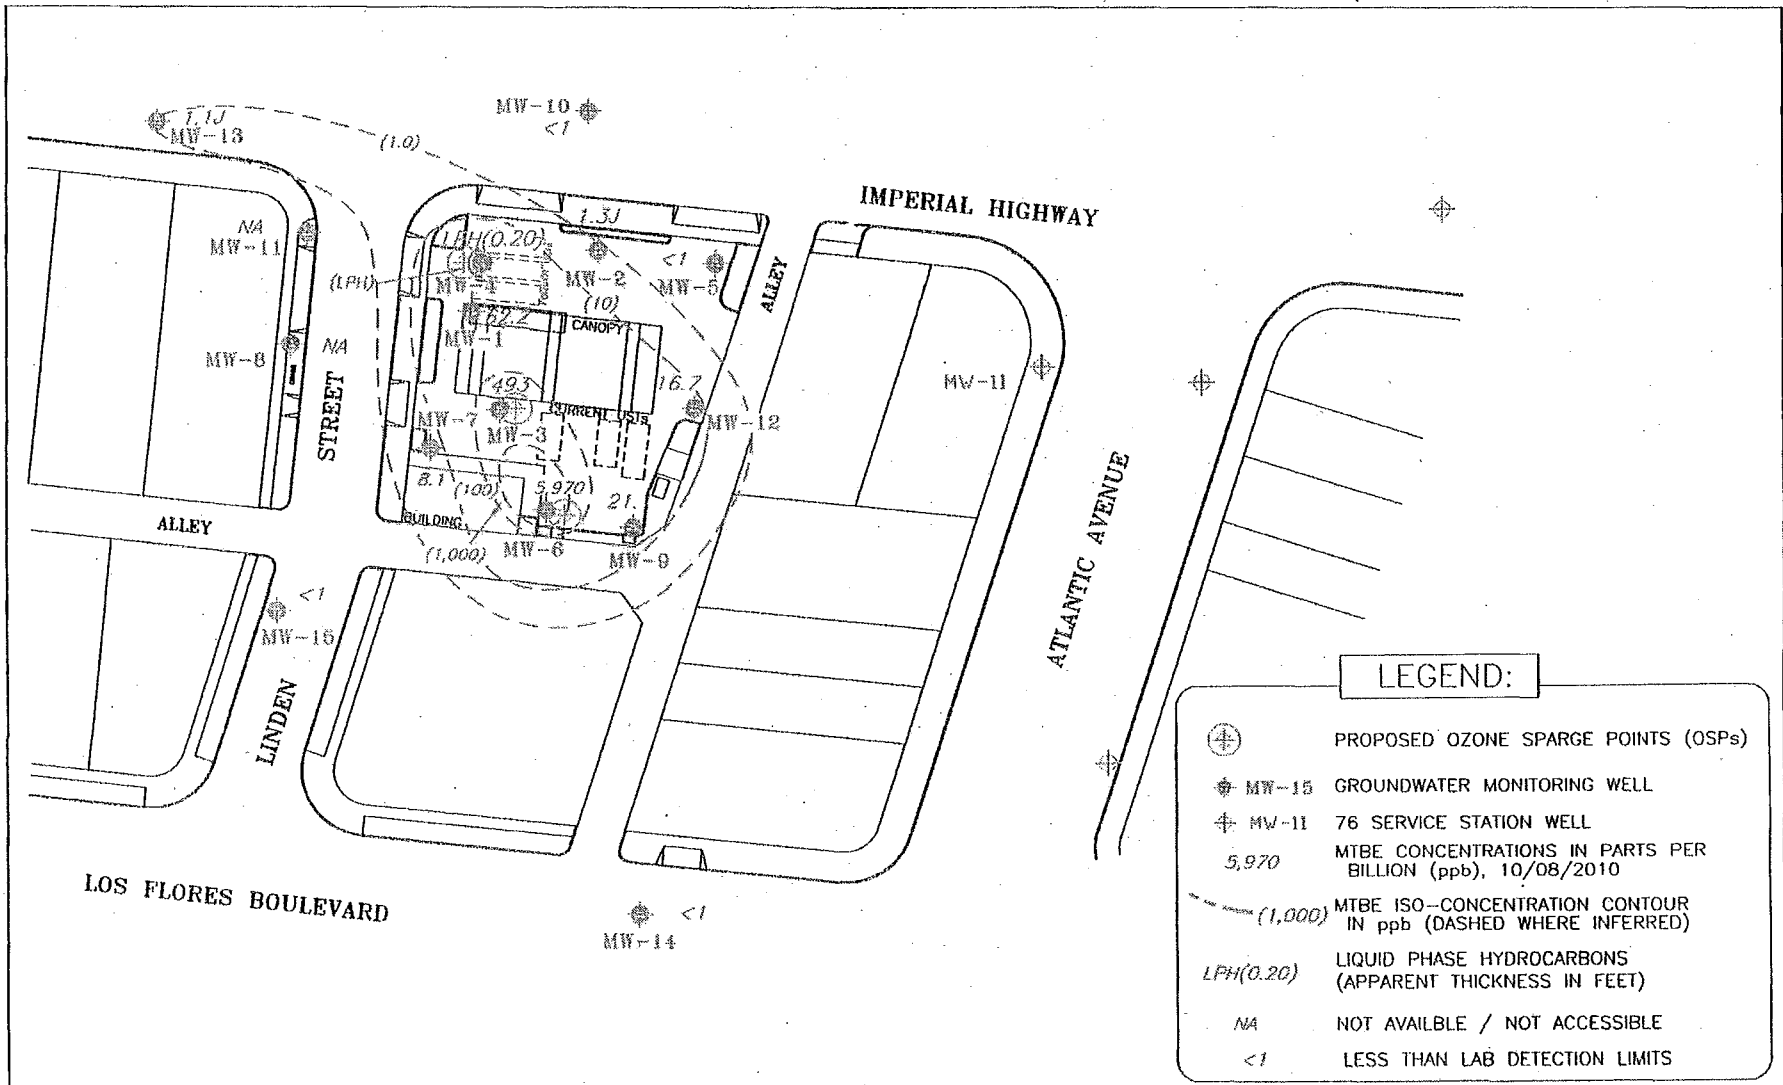 MW-10
<1
1.1J
MW-13
(1.0)
IMPERIAL HIGHWAY
NA
MW-11
LPH(0.20)
1.3J
<1
(LPH)
MW-4
MW-2
MW-5
ALLEY
(10)
62.2
CANOPY
MW-1
MW-8
NA
STREET
493
16.7
MW-11
CURRENT USTs
MW-7
MW-3
MW-12
8.1
(100)
5,970
21.
ALLEY
BUILDING
(1,000)
MW-6
MW-9
ATLANTIC AVENUE
<1
MW-15
LINDEN
LOS FLORES BOULEVARD
<1
MW-14
LEGEND:
PROPOSED OZONE SPARGE POINTS (OSPs)
MW-15 GROUNDWATER MONITORING WELL
MW-11 76 SERVICE STATION WELL
5,970 MTBE CONCENTRATIONS IN PARTS PER
BILLION (ppb), 10/08/2010
(1,000) MTBE ISO-CONCENTRATION CONTOUR
IN ppb (DASHED WHERE INFERRED)
LPH(0.20) LIQUID PHASE HYDROCARBONS
(APPARENT THICKNESS IN FEET)
NA NOT AVAILBLE / NOT ACCESSIBLE
<1 LESS THAN LAB DETECTION LIMITS